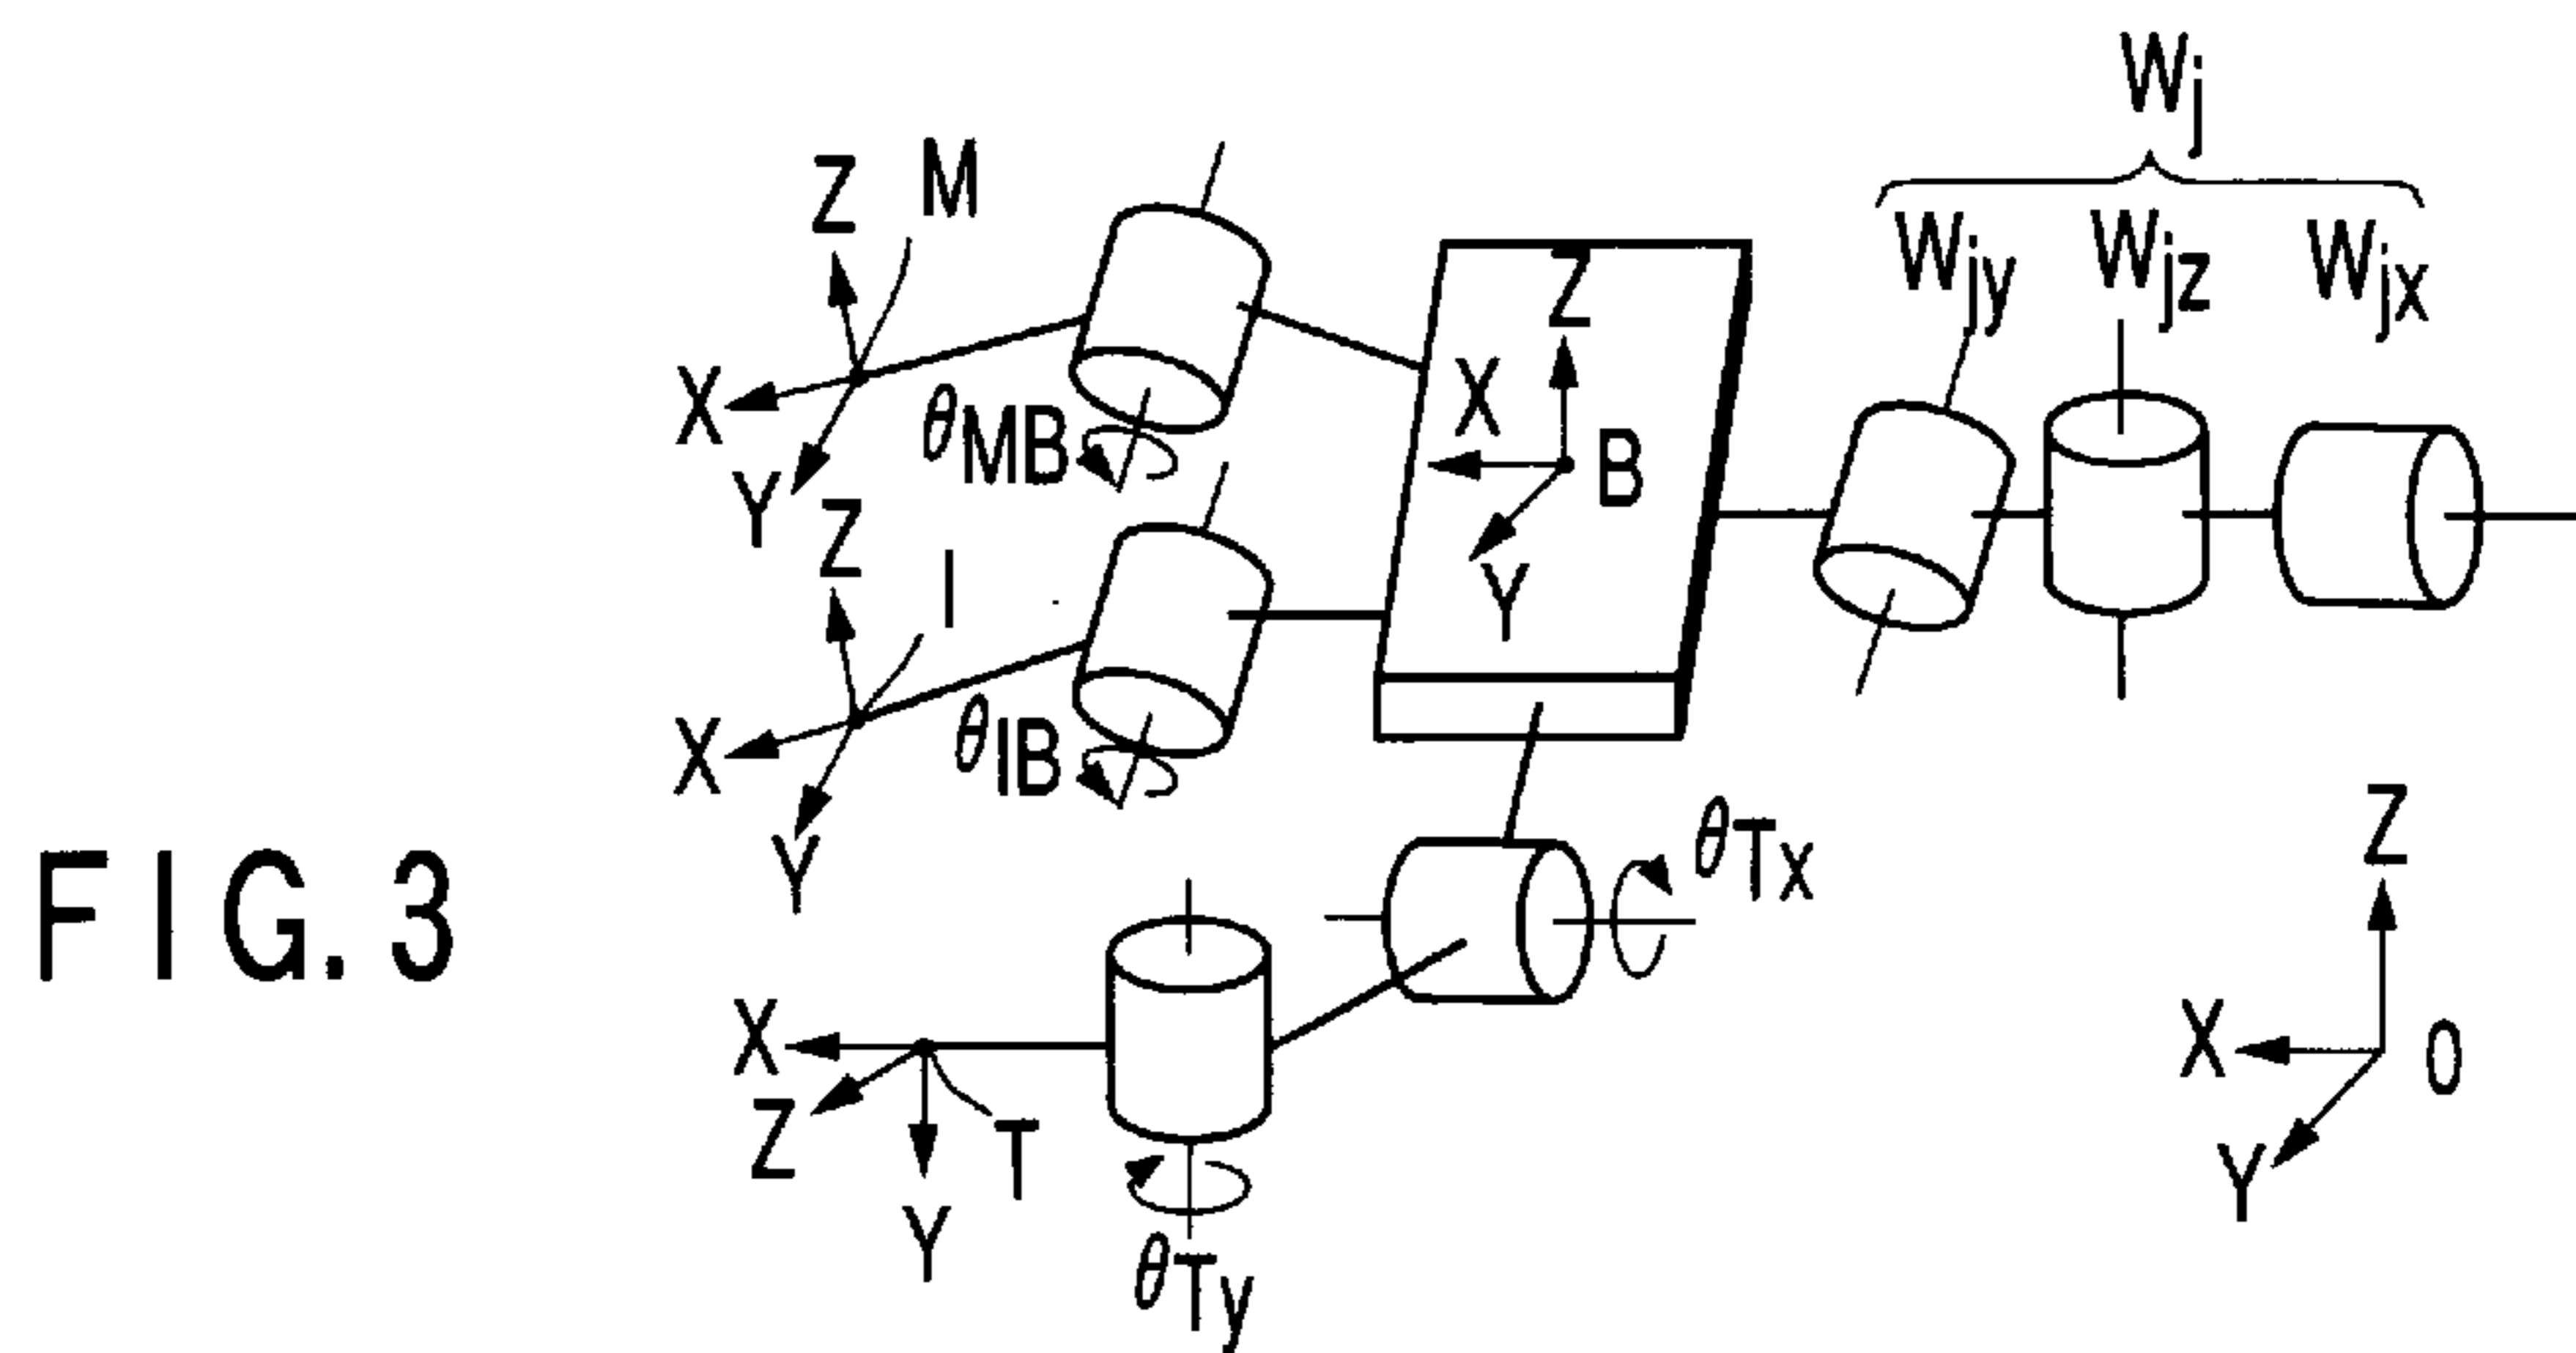 Wj
Wjy Wjz Wjx
Z M
X
Y
θMB
Z
X
B
Y
Z I
X
Y
θIB
θTx
X
Z
Y
T
θTy
Z
X
0
Y
FIG. 3